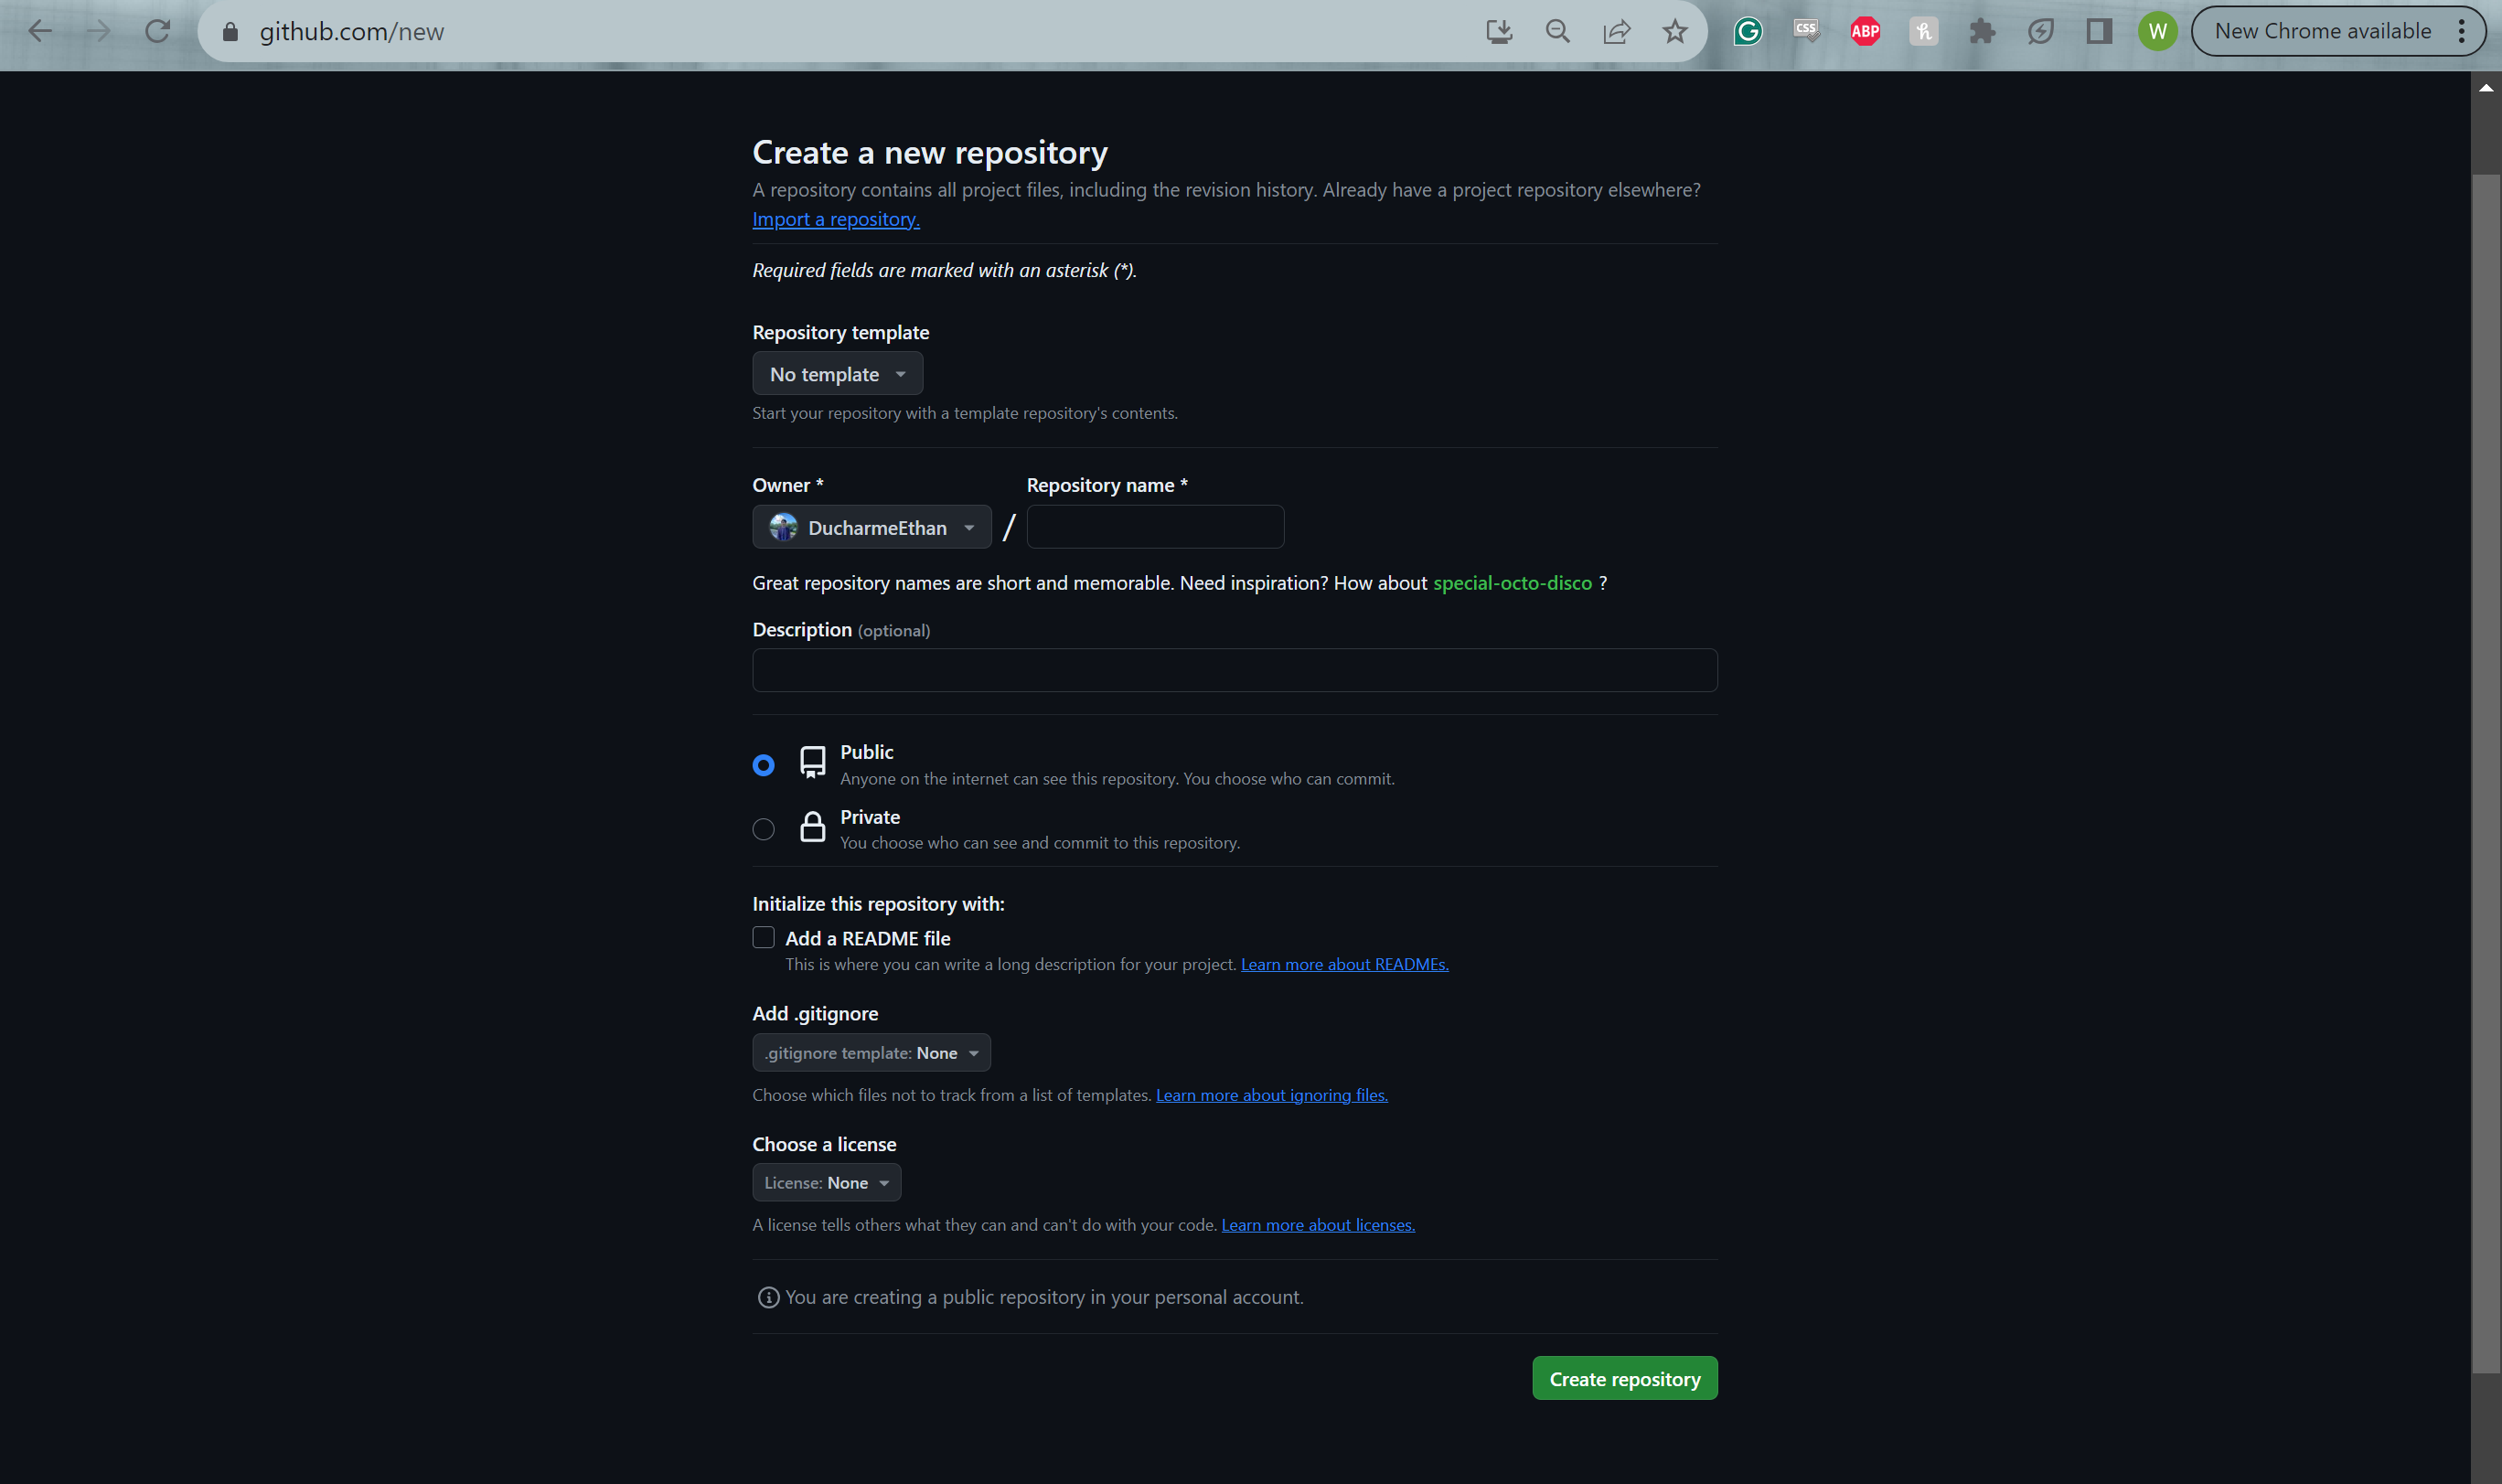 github.com/new
CSS
ABP
W
New Chrome available
Create a new repository
A repository contains all project files, including the revision history. Already have a project repository elsewhere?
Import a repository.
Required fields are marked with an asterisk (*).
Repository template
No template
Start your repository with a template repository's contents.
Owner * Repository name *
DucharmeEthan /
Great repository names are short and memorable. Need inspiration? How about special-octo-disco ?
Description (optional)
Public
Anyone on the internet can see this repository. You choose who can commit.
Private
You choose who can see and commit to this repository.
Initialize this repository with:
Add a README file
This is where you can write a long description for your project. Learn more about READMEs.
Add .gitignore
.gitignore template: None
Choose which files not to track from a list of templates. Learn more about ignoring files.
Choose a license
License: None
A license tells others what they can and can't do with your code. Learn more about licenses.
You are creating a public repository in your personal account.
Create repository